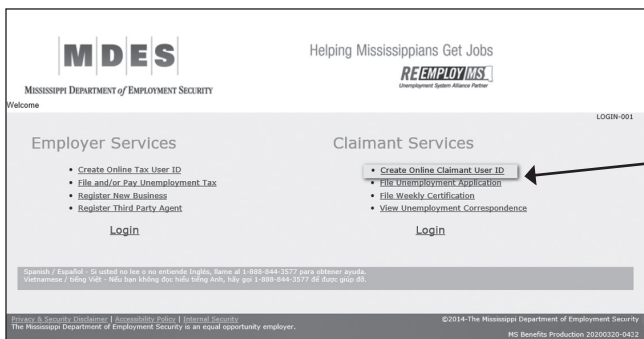 MDES
MISSISSIPPI DEPARTMENT of EMPLOYMENT SECURITY
Helping Mississippians Get Jobs
REEMPLOYMS
Unemployment System Alliance Partner
Welcome
LOGIN-001
Employer Services
• Create Online Tax User ID
• File and/or Pay Unemployment Tax
• Register New Business
• Register Third Party Agent
Login
Claimant Services
• Create Online Claimant User ID
• File Unemployment Application
• File Weekly Certification
• View Unemployment Correspondence
Login
Spanish / Español - Si usted no lee o no entiende Inglés, llame al 1-888-844-3577 para obtener ayuda.
Vietnamese / tiếng Việt - Nếu bạn không đọc hiểu tiếng Anh, hãy gọi 1-888-844-3577 để được giúp đỡ.
Privacy & Security Disclaimer | Accessibility Policy | Internal Security
The Mississippi Department of Employment Security is an equal opportunity employer.
©2014-The Mississippi Department of Employment Security
MS Benefits Production 20200320-0432